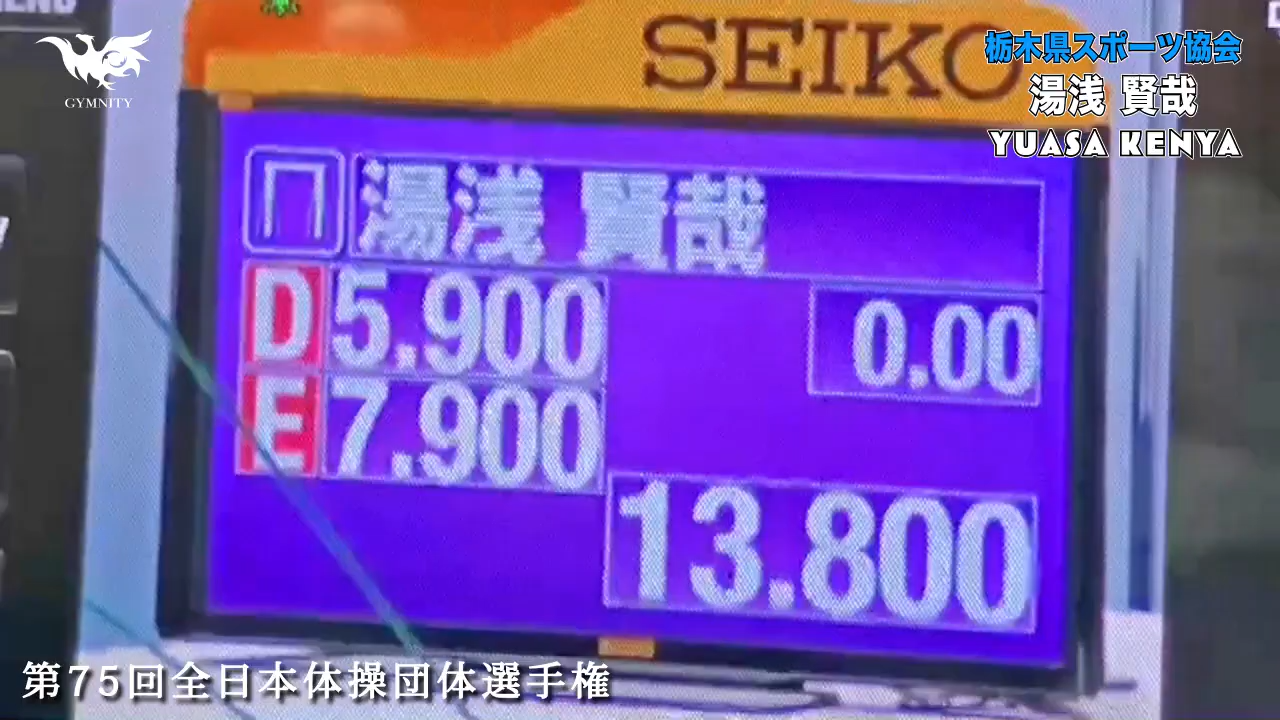 GYMNITY
SEIKO
栃木県スポーツ協会
湯浅 賢哉
YUASA KENYA
湯浅 賢哉
D 5.900 0.00
E 7.900
13.800
第75回全日本体操団体選手権